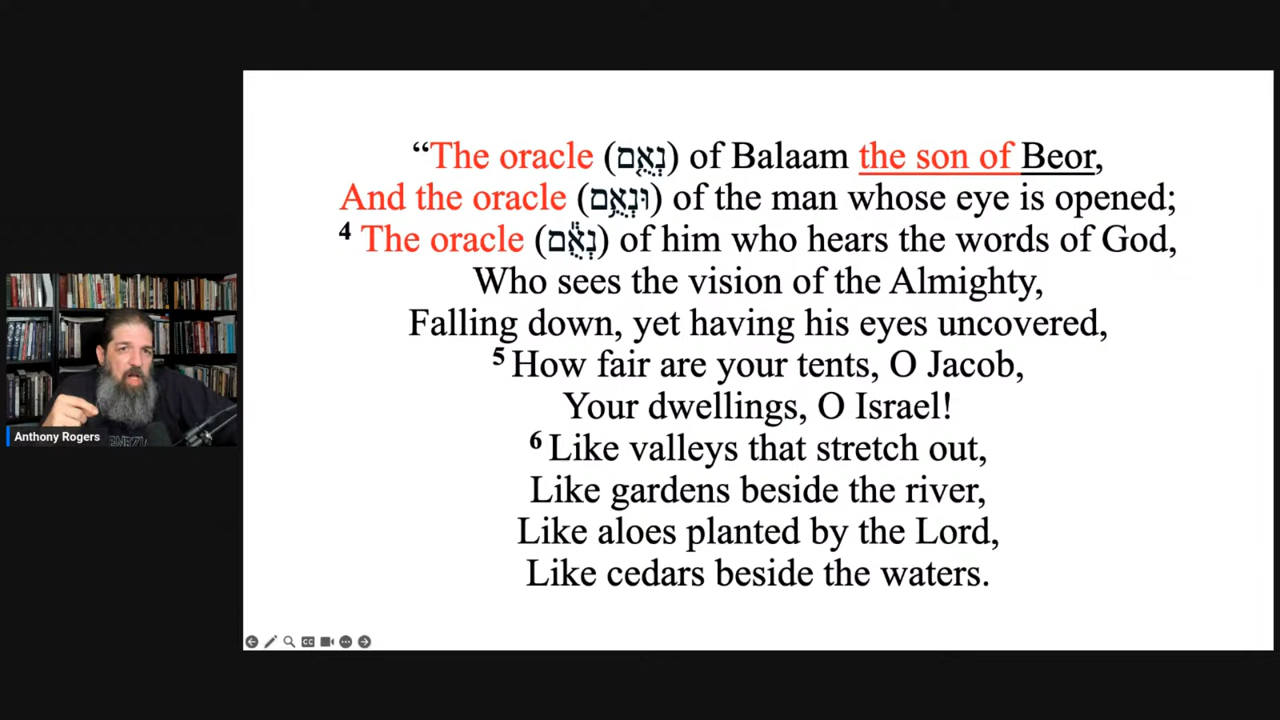 “The oracle (נְאֻ֤ם) of Balaam the son of Beor,
And the oracle (וּנְאֻ֥ם) of the man whose eye is opened;
4 The oracle (נְאֻ֕ם) of him who hears the words of God,
Who sees the vision of the Almighty,
Falling down, yet having his eyes uncovered,
5 How fair are your tents, O Jacob,
Your dwellings, O Israel!
6 Like valleys that stretch out,
Like gardens beside the river,
Like aloes planted by the Lord,
Like cedars beside the waters.
Anthony Rogers